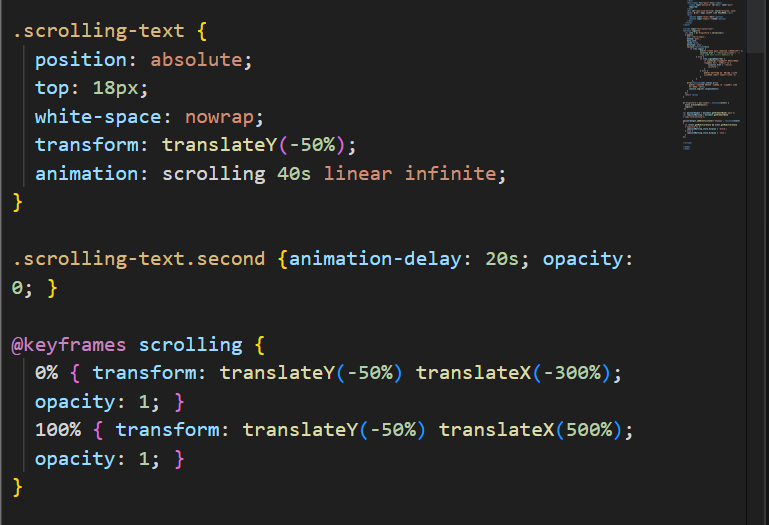 .scrolling-text {
position: absolute;
top: 18px;
white-space: nowrap;
transform: translateY(-50%);
animation: scrolling 40s linear infinite;
}
.scrolling-text.second {animation-delay: 20s; opacity:
0; }
@keyframes scrolling {
0% { transform: translateY(-50%) translateX(-300%);
opacity: 1; }
100% { transform: translateY(-50%) translateX(500%);
opacity: 1; }
}